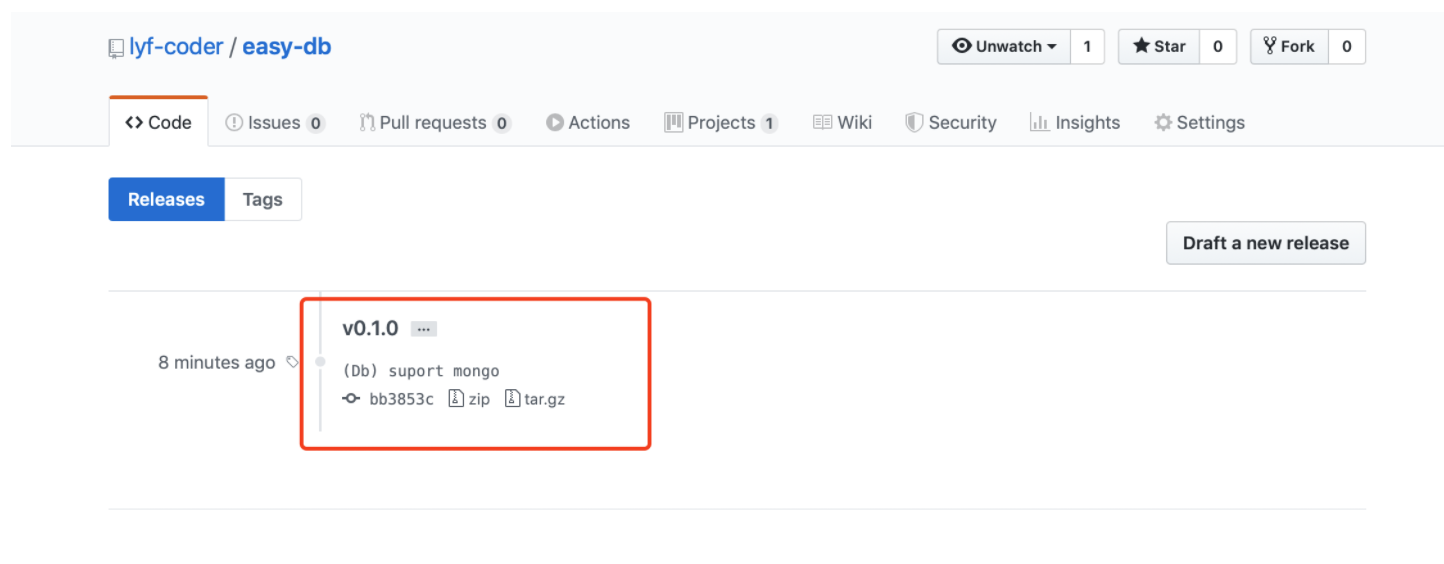 lyf-coder / easy-db
Unwatch 1 Star 0 Fork 0
Code Issues 0 Pull requests 0 Actions Projects 1 Wiki Security Insights Settings
Releases Tags
Draft a new release
v0.1.0 ...
8 minutes ago
(Db) suport mongo
bb3853c zip tar.gz